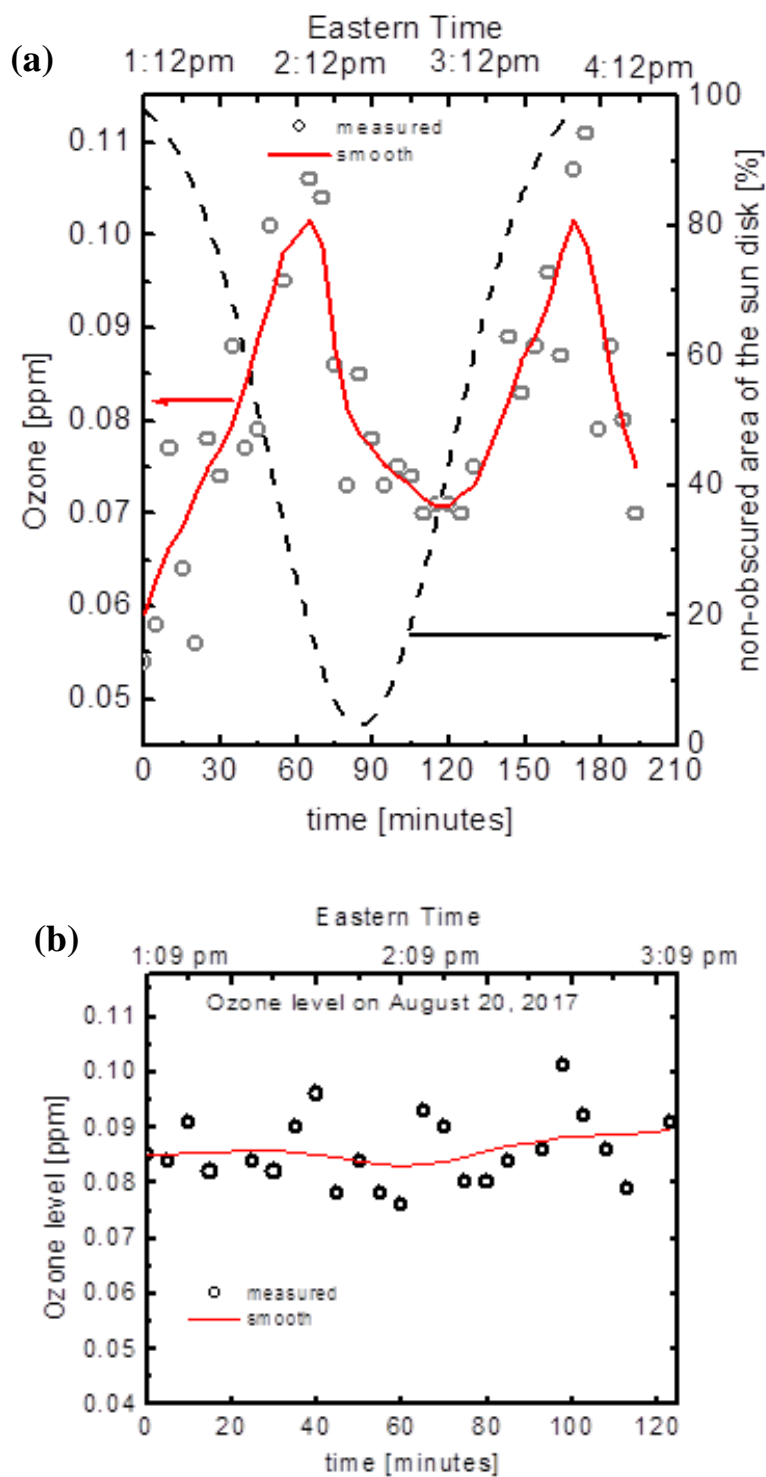 (a)
Eastern Time
1:12pm 2:12pm 3:12pm 4:12pm
measured
smooth
Ozone [ppm]
0.11
0.10
0.09
0.08
0.07
0.06
0.05
100
80
60
40
20
0
non-obscured area of the sun disk [%]
0 30 60 90 120 150 180 210
time [minutes]
(b)
Eastern Time
1:09 pm 2:09 pm 3:09 pm
Ozone level on August 20, 2017
Ozone level [ppm]
0.11
0.10
0.09
0.08
0.07
0.06
0.05
0.04
measured
smooth
0 20 40 60 80 100 120
time [minutes]